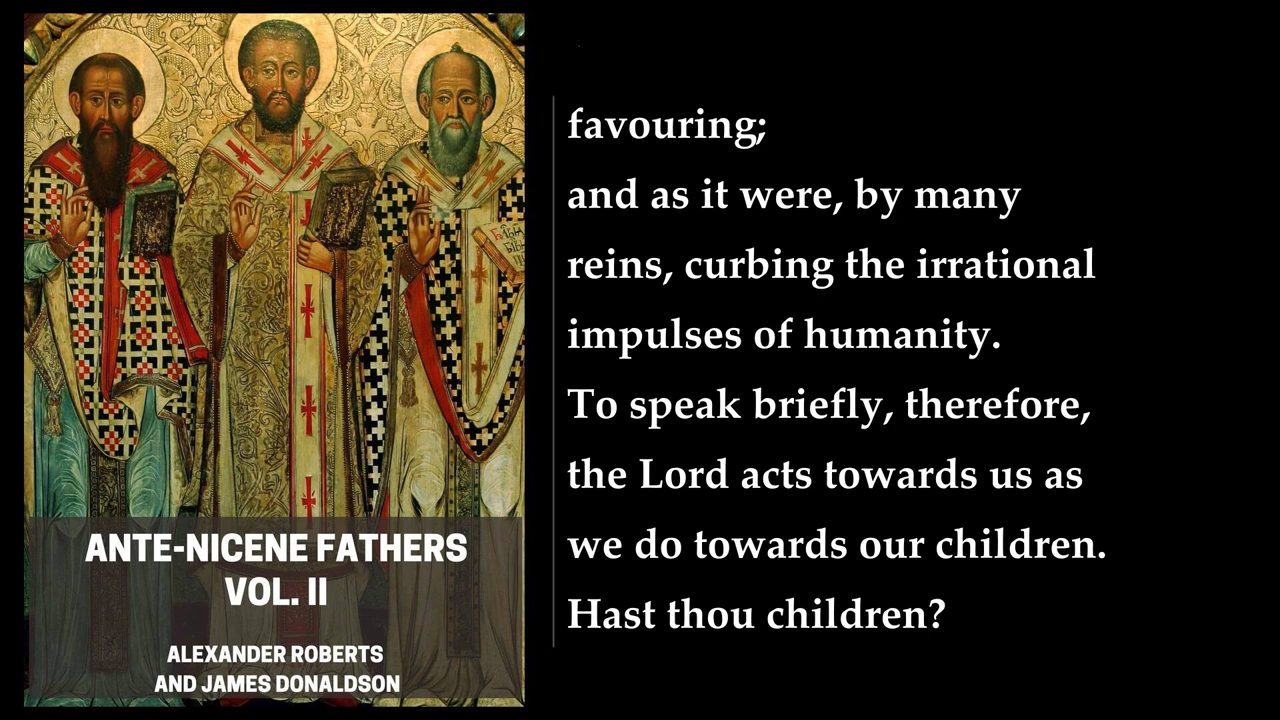 ANTE-NICENE FATHERS
VOL. II
ALEXANDER ROBERTS
AND JAMES DONALDSON
favouring;
and as it were, by many
reins, curbing the irrational
impulses of humanity.
To speak briefly, therefore,
the Lord acts towards us as
we do towards our children.
Hast thou children?